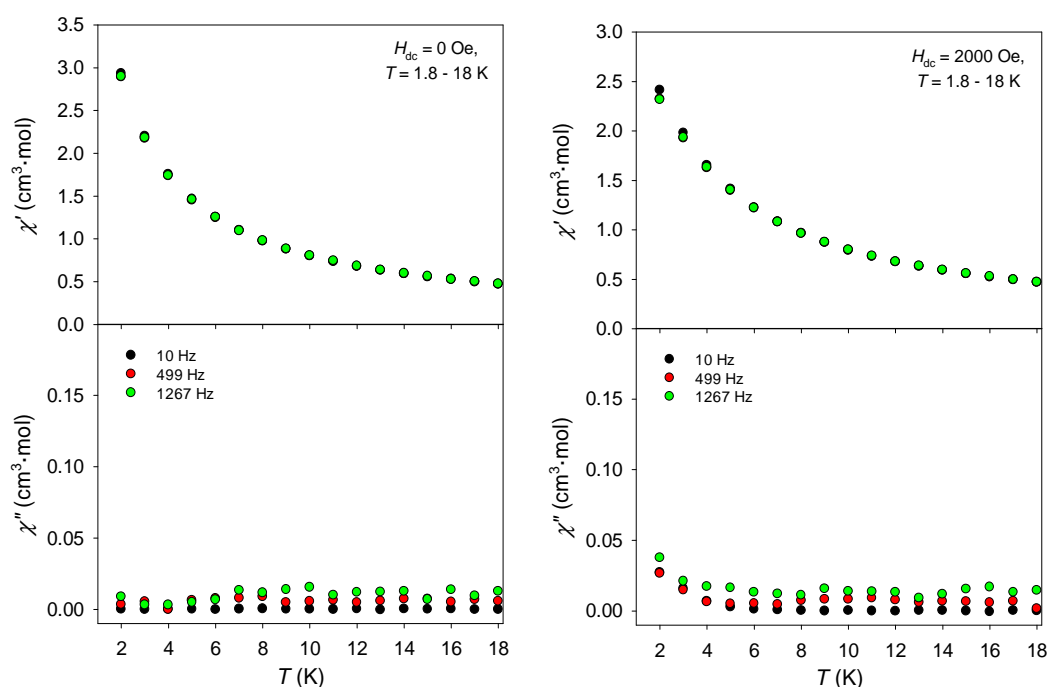 3.5
3.0
2.5
2.0
1.5
1.0
0.5
0.0
χ′ (cm³·mol)
H_dc = 0 Oe,
T = 1.8 - 18 K
0.15
0.10
0.05
0.00
χ″ (cm³·mol)
10 Hz
499 Hz
1267 Hz
2 4 6 8 10 12 14 16 18
T (K)
3.0
2.5
2.0
1.5
1.0
0.5
0.0
χ′ (cm³·mol)
H_dc = 2000 Oe,
T = 1.8 - 18 K
0.15
0.10
0.05
0.00
χ″ (cm³·mol)
10 Hz
499 Hz
1267 Hz
2 4 6 8 10 12 14 16 18
T (K)